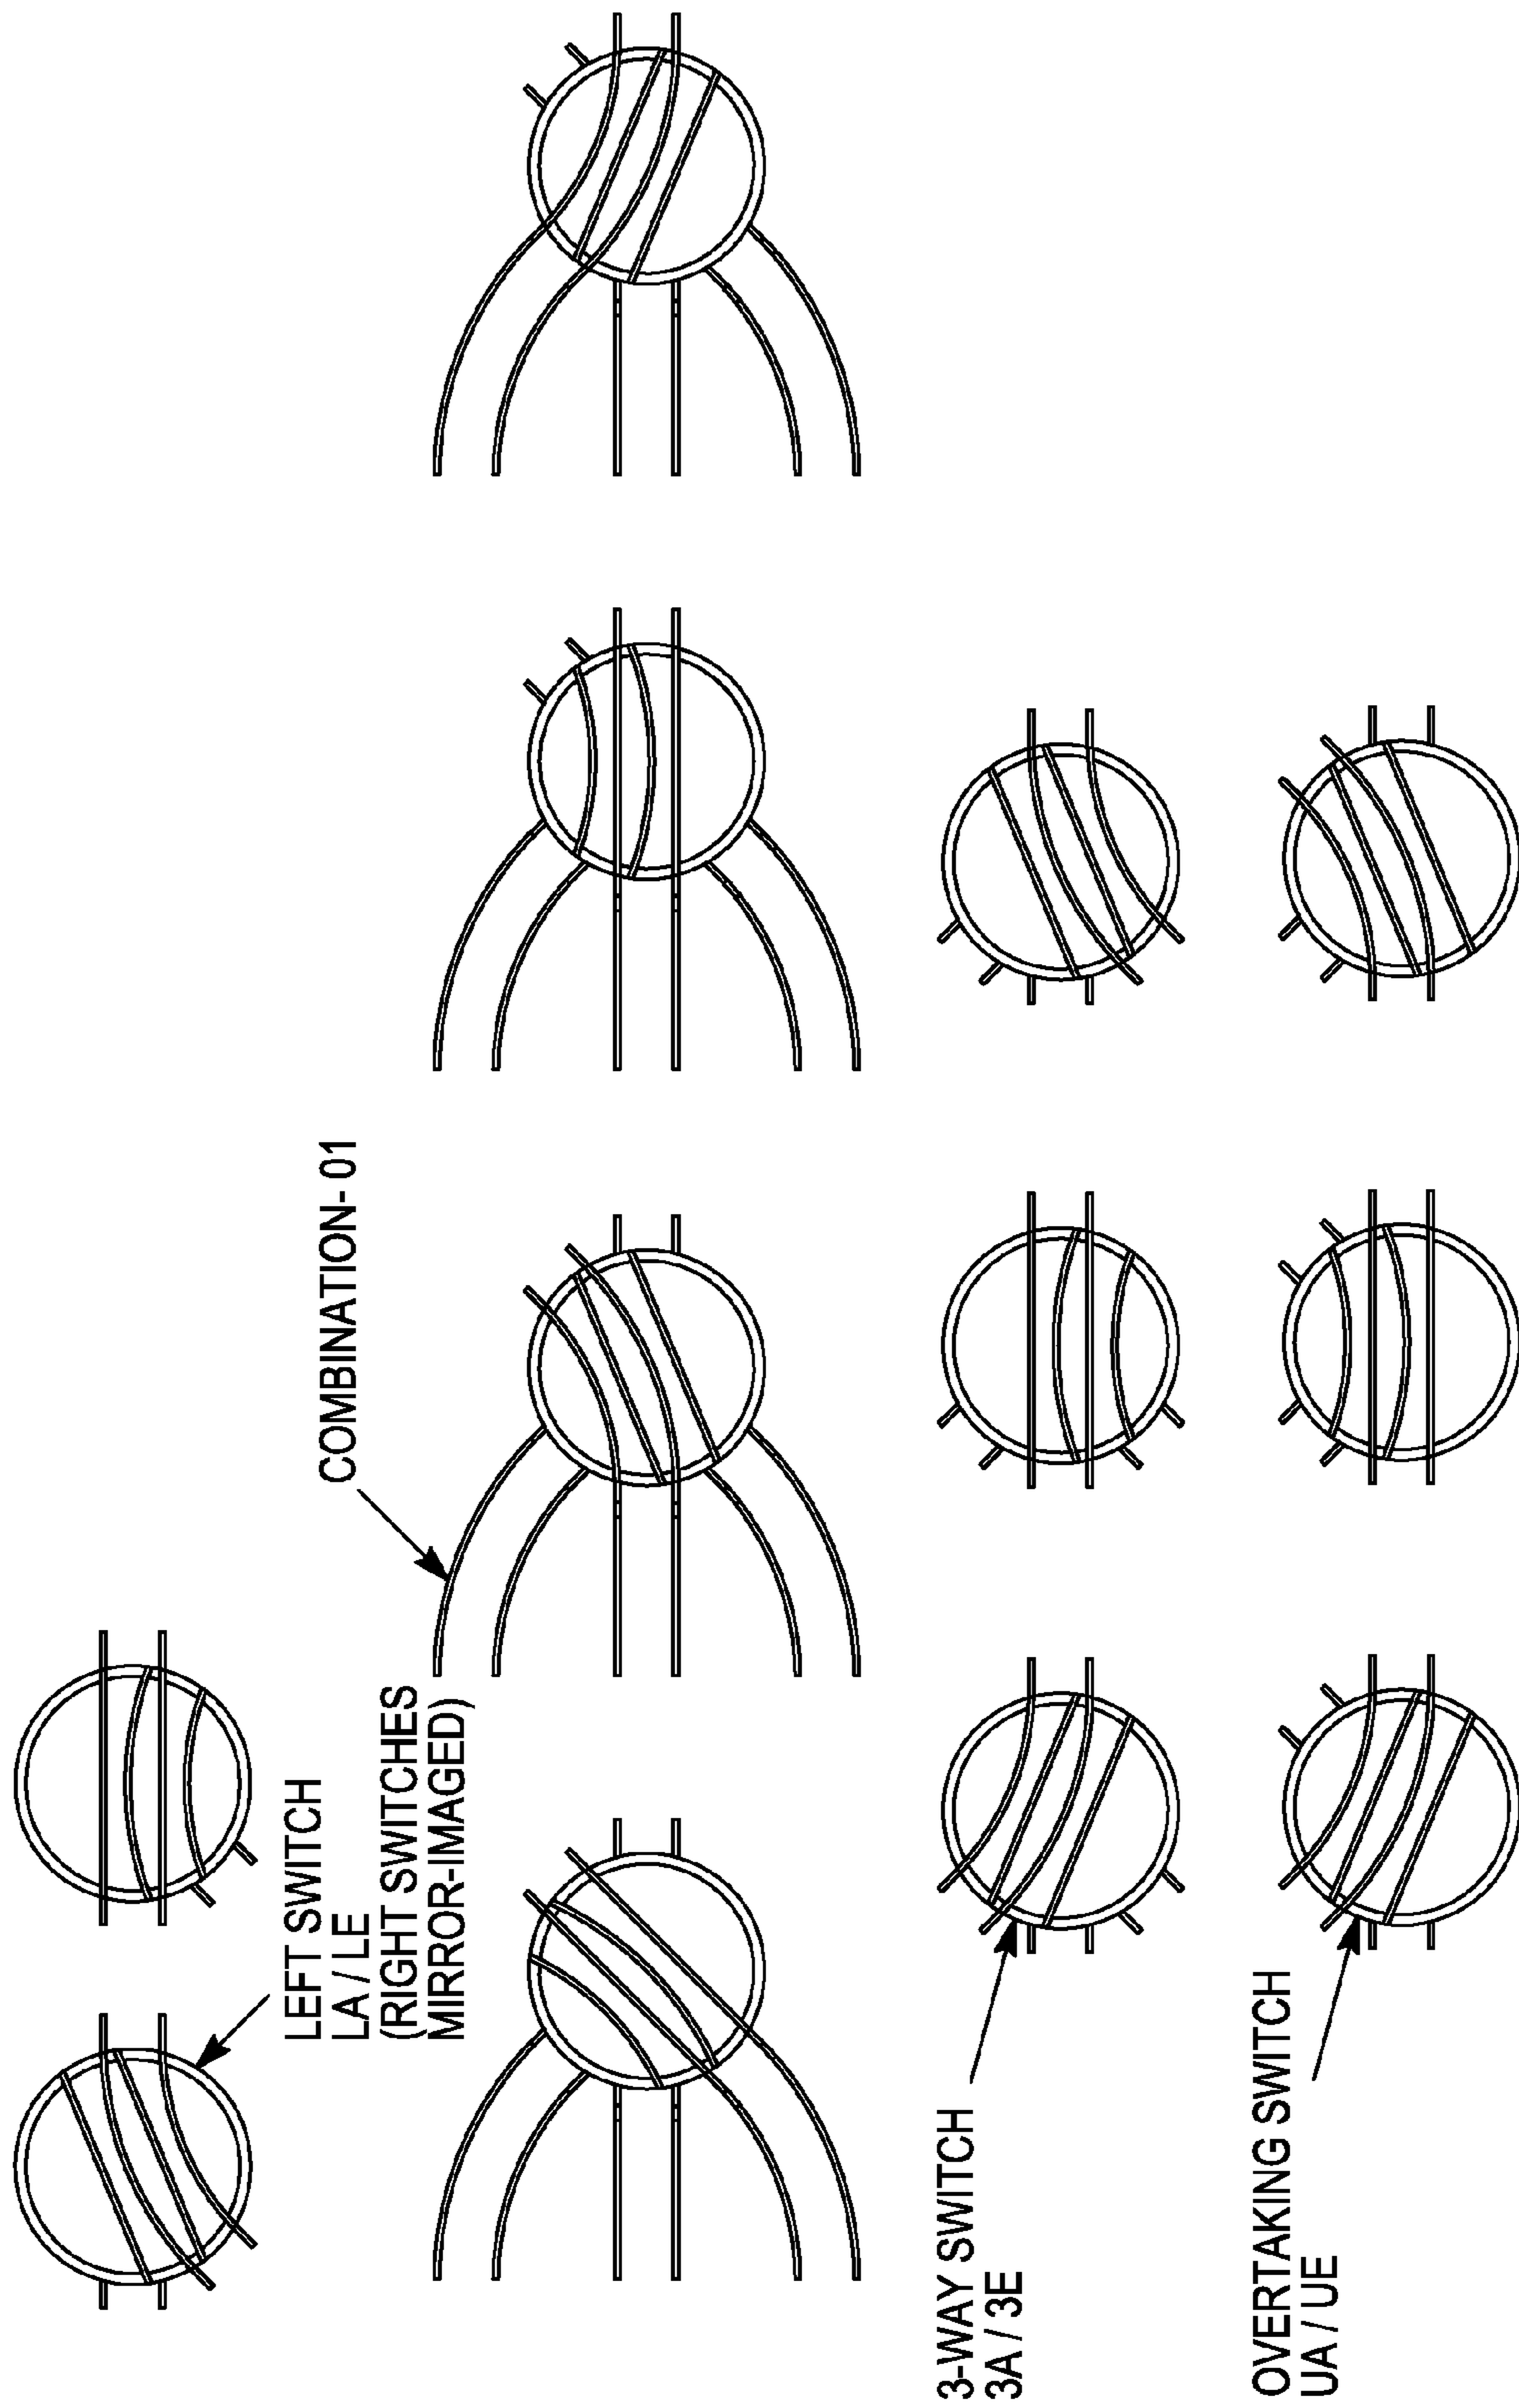 LEFT SWITCH
LA / LE
(RIGHT SWITCHES
MIRROR-IMAGED)
COMBINATION- 01
3-WAY SWITCH
3A / 3E
OVERTAKING SWITCH
UA / UE